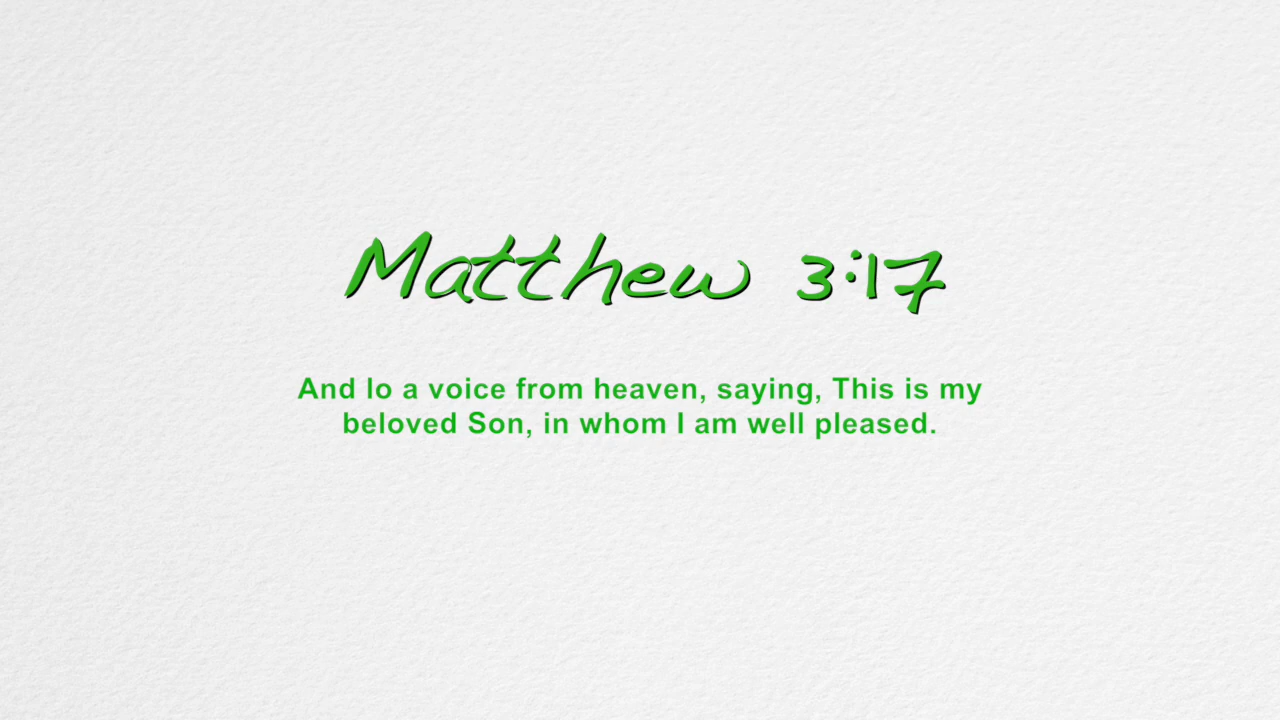 Matthew 3:17
And lo a voice from heaven, saying, This is my
beloved Son, in whom I am well pleased.